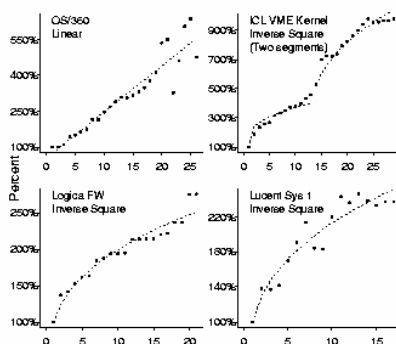 OS/360
Linear
550%
400%
250%
100%
0 5 10 15 20 25
ICL VME Kernel
Inverse Square
(Two segments)
900%
700%
400%
100%
0 5 10 15 20 25
Percent
Logica FW
Inverse Square
250%
200%
150%
100%
0 5 10 15 20
Lucent Sys 1
Inverse Square
220%
180%
140%
100%
0 5 10 15